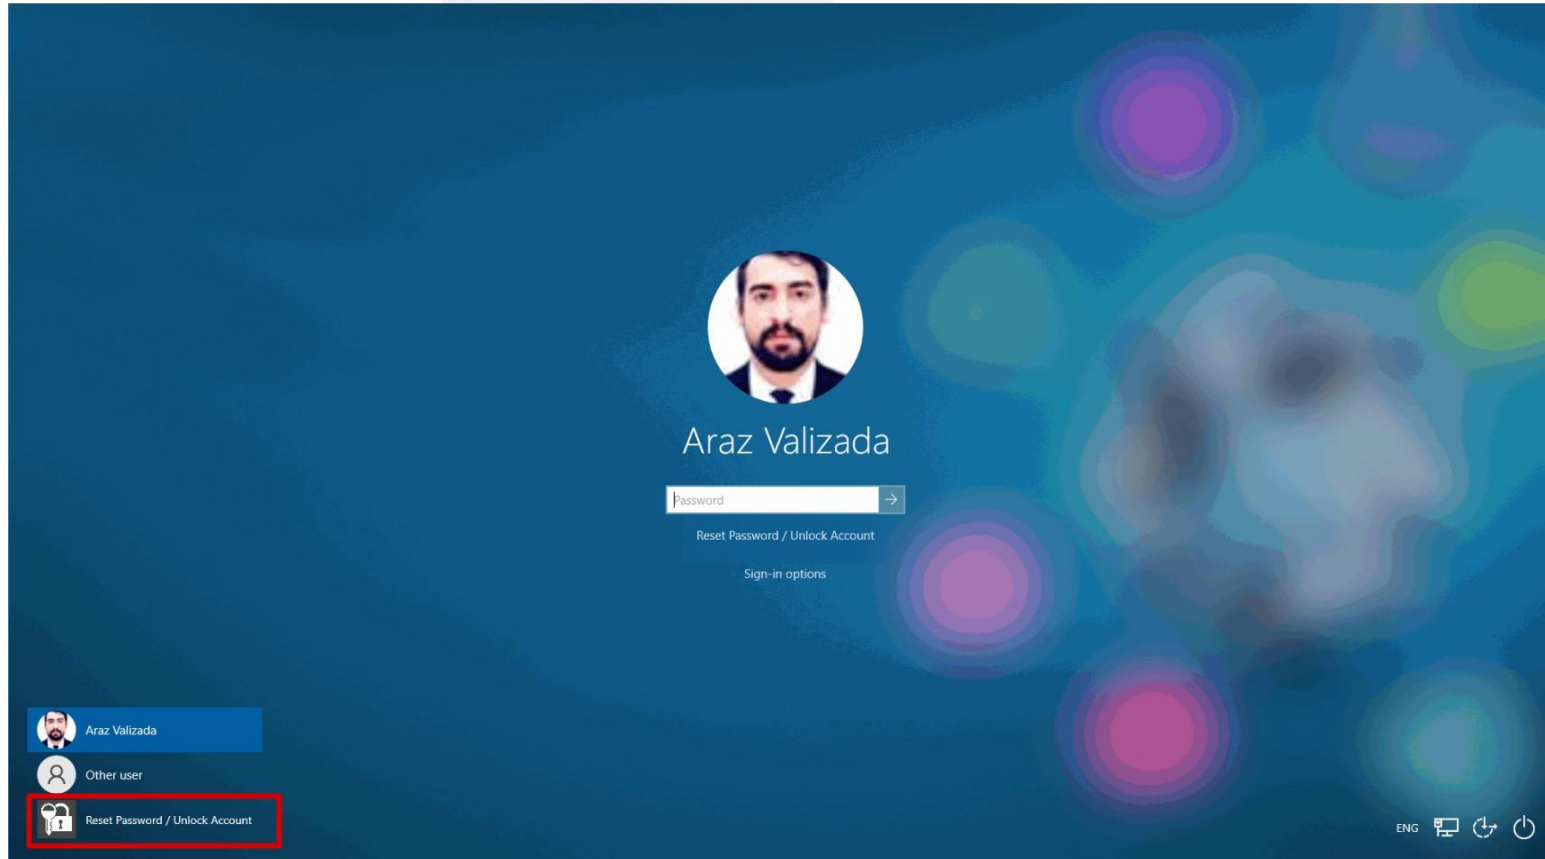 Araz Valizada
Password
Reset Password / Unlock Account
Sign-in options
Araz Valizada
Other user
Reset Password / Unlock Account
ENG